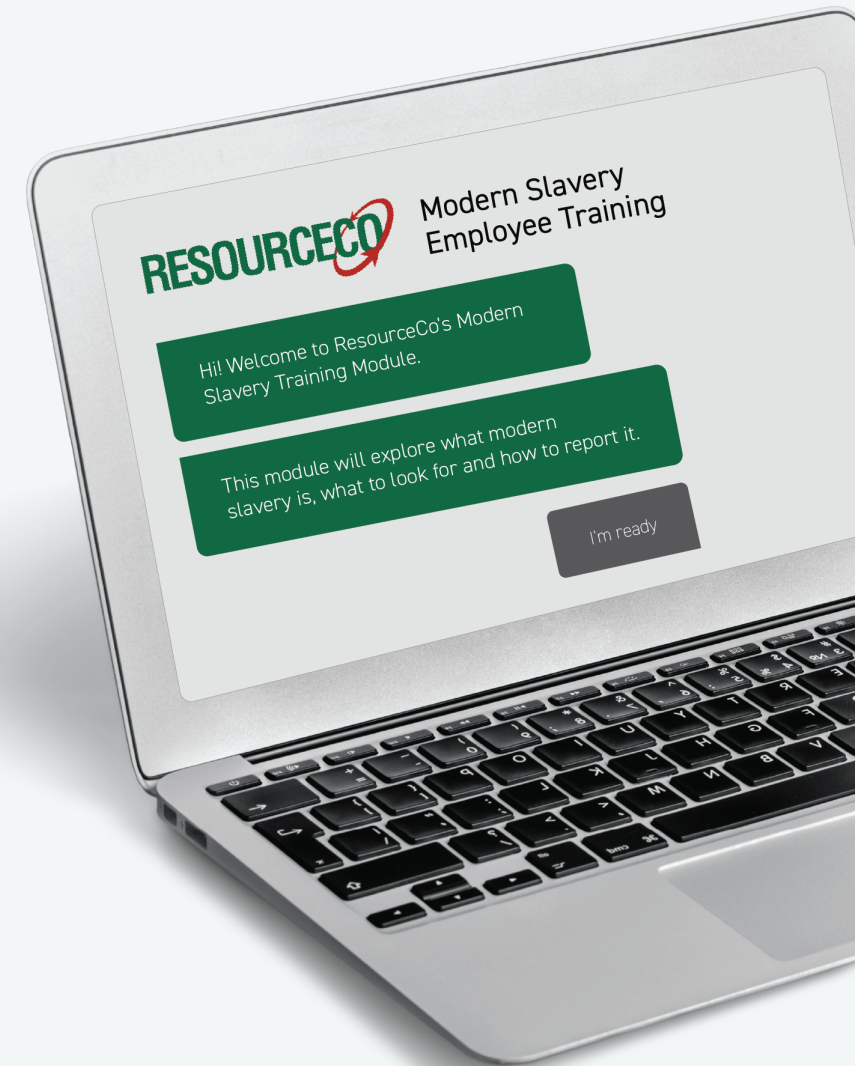 RESOURCECO
Modern Slavery
Employee Training
Hi! Welcome to ResourceCo's Modern
Slavery Training Module.
This module will explore what modern
slavery is, what to look for and how to report it.
I'm ready